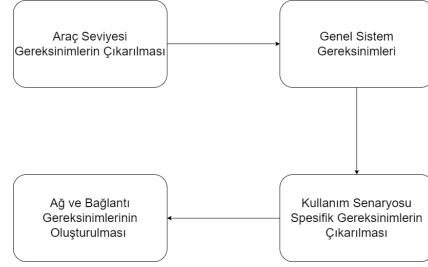 Araç Seviyesi
Gereksinimlerin Çıkarılması
Genel Sistem
Gereksinimleri
Kullanım Senaryosu
Spesifik Gereksinimlerin
Çıkarılması
Ağ ve Bağlantı
Gereksinimlerinin
Oluşturulması